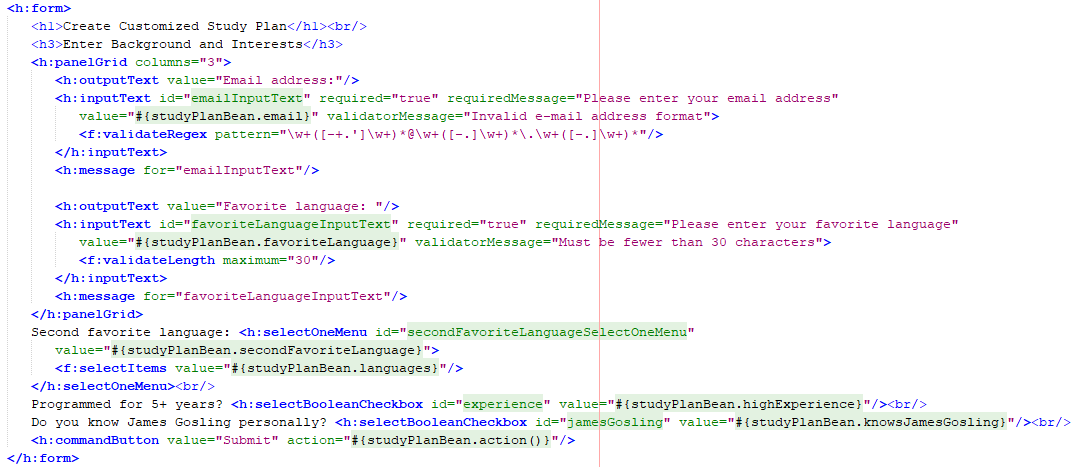 <h:form>
<h1>Create Customized Study Plan</h1><br/>
<h3>Enter Background and Interests</h3>
<h:panelGrid columns="3">
<h:outputText value="Email address:"/>
<h:inputText id="emailInputText" required="true" requiredMessage="Please enter your email address"
value="#{studyPlanBean.email}" validatorMessage="Invalid e-mail address format">
<f:validateRegex pattern="\w+([-+.']\w+)*@\w+([-.]\w+)*\.\w+([-.]\w+)*"/>
</h:inputText>
<h:message for="emailInputText"/>
<h:outputText value="Favorite language: "/>
<h:inputText id="favoriteLanguageInputText" required="true" requiredMessage="Please enter your favorite language"
value="#{studyPlanBean.favoriteLanguage}" validatorMessage="Must be fewer than 30 characters">
<f:validateLength maximum="30"/>
</h:inputText>
<h:message for="favoriteLanguageInputText"/>
</h:panelGrid>
Second favorite language: <h:selectOneMenu id="secondFavoriteLanguageSelectOneMenu"
value="#{studyPlanBean.secondFavoriteLanguage}">
<f:selectItems value="#{studyPlanBean.languages}"/>
</h:selectOneMenu><br/>
Programmed for 5+ years? <h:selectBooleanCheckbox id="experience" value="#{studyPlanBean.highExperience}"/><br/>
Do you know James Gosling personally? <h:selectBooleanCheckbox id="jamesGosling" value="#{studyPlanBean.knowsJamesGosling}"/><br/>
<h:commandButton value="Submit" action="#{studyPlanBean.action()}"/>
</h:form>